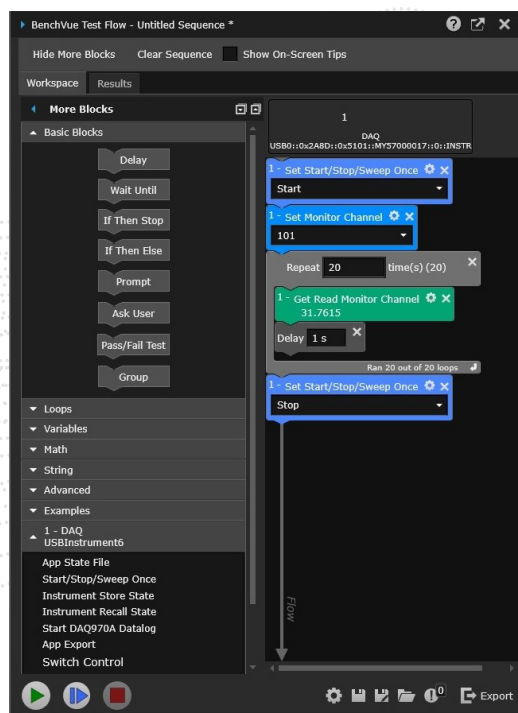 BenchVue Test Flow - Untitled Sequence *
Hide More Blocks Clear Sequence Show On-Screen Tips
Workspace Results
More Blocks
Basic Blocks
Delay
Wait Until
If Then Stop
If Then Else
Prompt
Ask User
Pass/Fail Test
Group
Loops
Variables
Math
String
Advanced
Examples
1 - DAQ
USBInstrument6
App State File
Start/Stop/Sweep Once
Instrument Store State
Instrument Recall State
Start DAQ970A Datalog
App Export
Switch Control
1
DAQ
USB0::0x2A8D::0x5101::MY57000017::0::INSTR
1 - Set Start/Stop/Sweep Once
Start
1 - Set Monitor Channel
101
Repeat 20 time(s) (20)
1 - Get Read Monitor Channel
31.7615
Delay 1 s
Ran 20 out of 20 loops
1 - Set Start/Stop/Sweep Once
Stop
Flow
0
Export